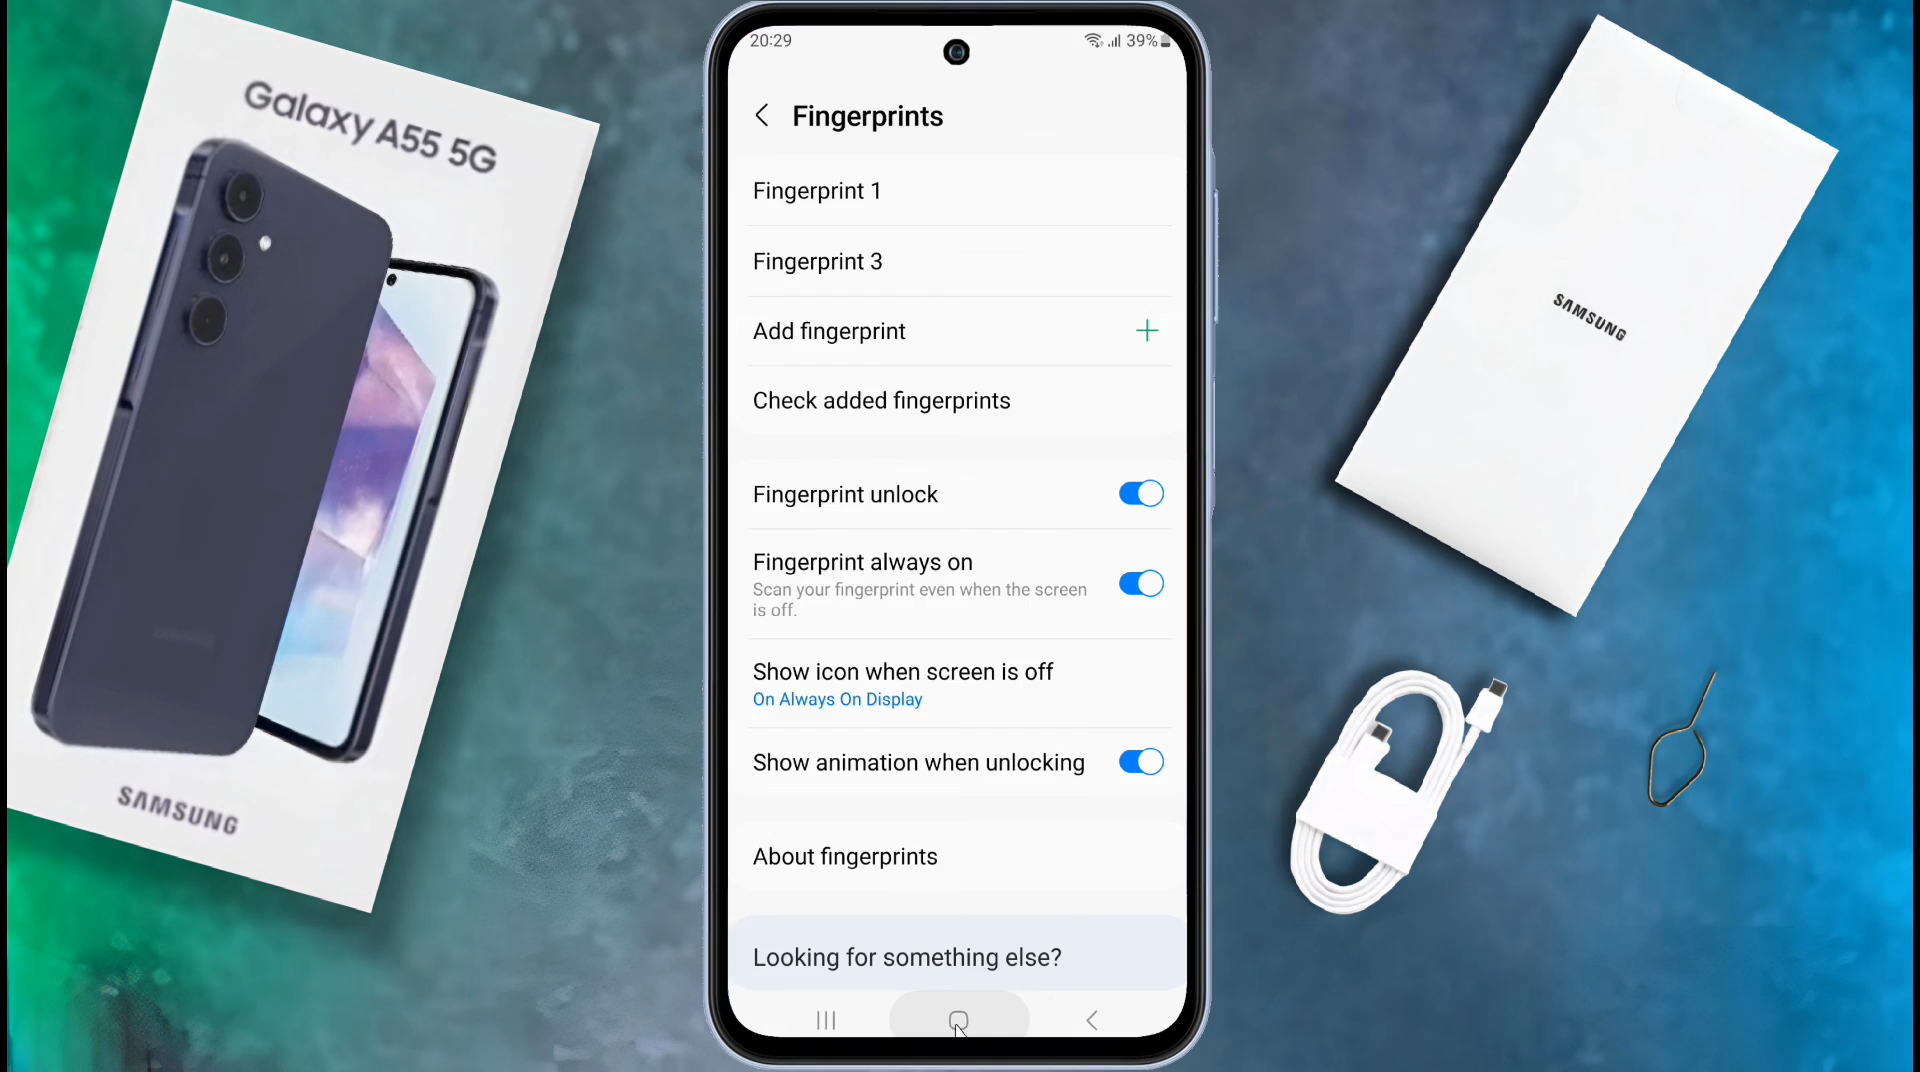 Galaxy A55 5G
SAMSUNG
20:29
39%
Fingerprints
Fingerprint 1
Fingerprint 3
Add fingerprint
Check added fingerprints
Fingerprint unlock
Fingerprint always on
Scan your fingerprint even when the screen
is off.
Show icon when screen is off
On Always On Display
Show animation when unlocking
About fingerprints
Looking for something else?
SAMSUNG